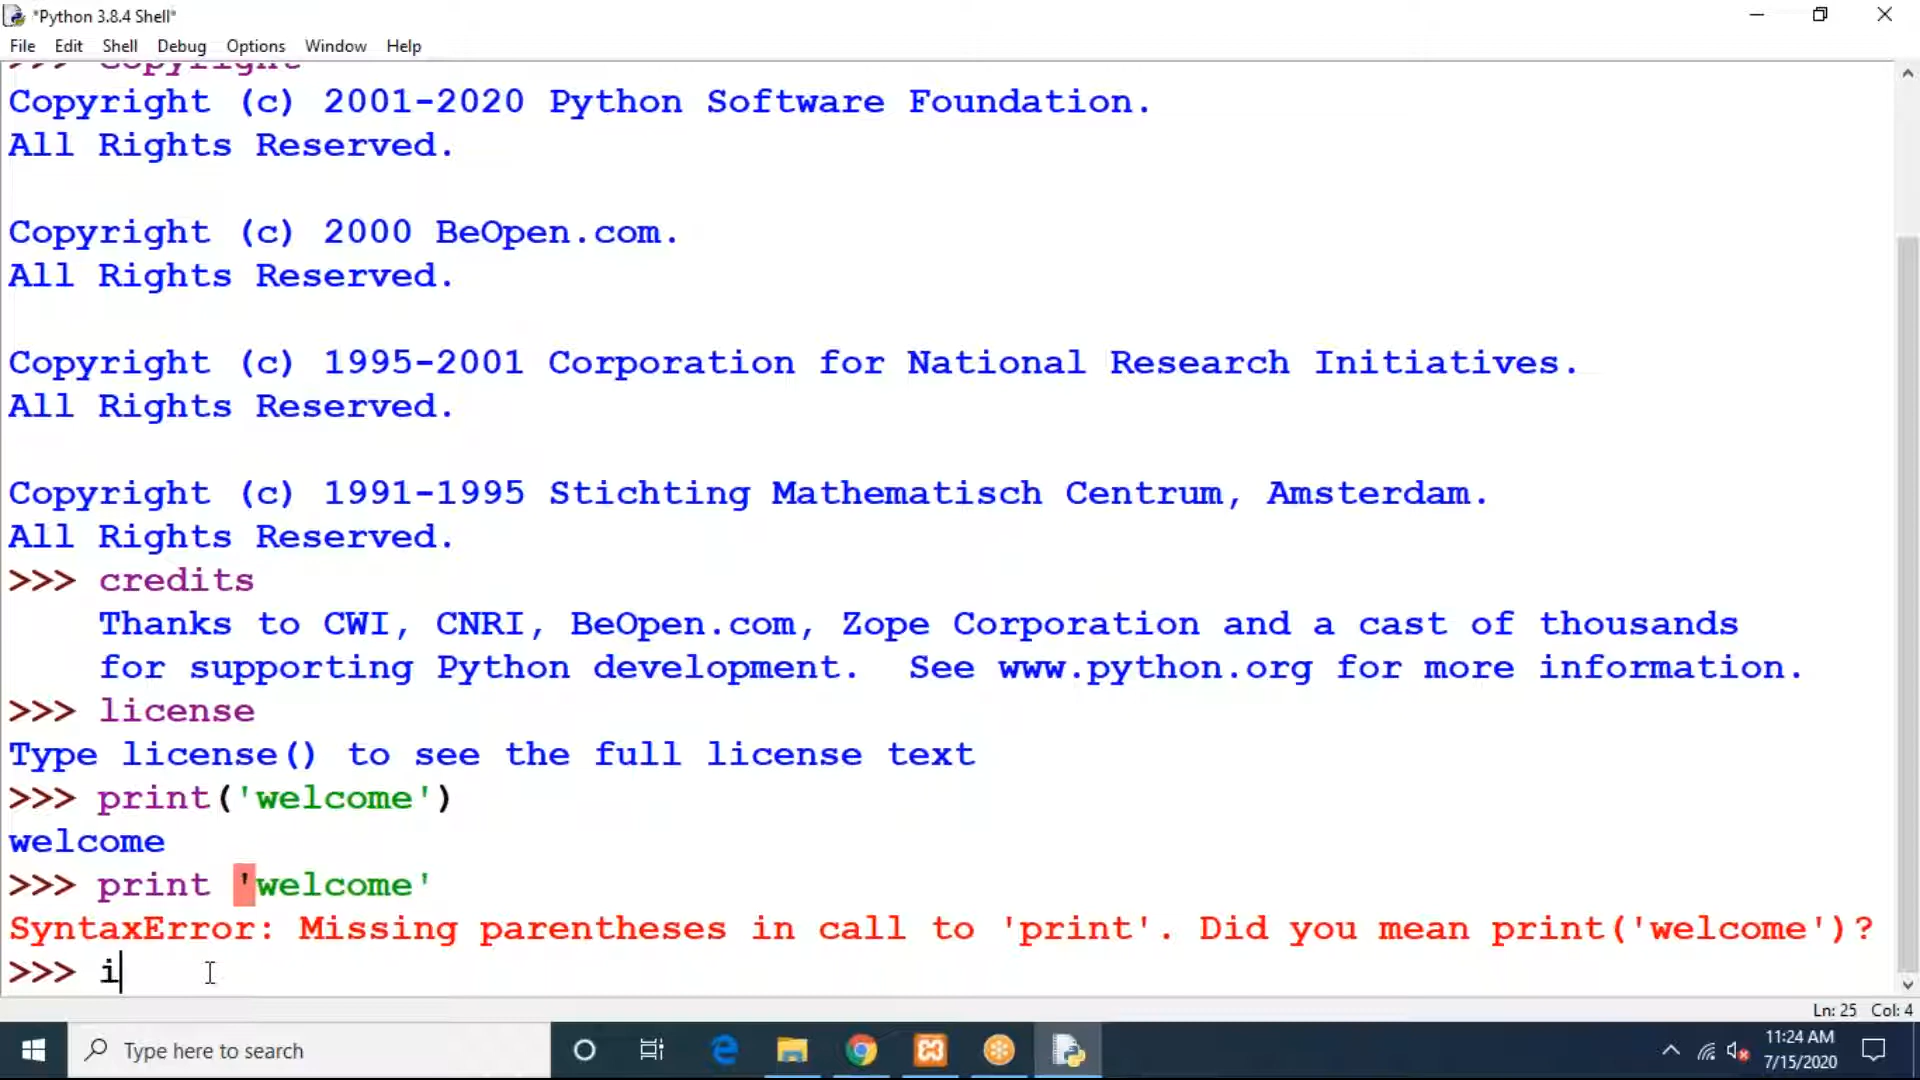 *Python 3.8.4 Shell*
File Edit Shell Debug Options Window Help
>>> copyright
Copyright (c) 2001-2020 Python Software Foundation.
All Rights Reserved.
Copyright (c) 2000 BeOpen.com.
All Rights Reserved.
Copyright (c) 1995-2001 Corporation for National Research Initiatives.
All Rights Reserved.
Copyright (c) 1991-1995 Stichting Mathematisch Centrum, Amsterdam.
All Rights Reserved.
>>> credits
    Thanks to CWI, CNRI, BeOpen.com, Zope Corporation and a cast of thousands
    for supporting Python development.  See www.python.org for more information.
>>> license
Type license() to see the full license text
>>> print('welcome')
welcome
>>> print 'welcome'
SyntaxError: Missing parentheses in call to 'print'. Did you mean print('welcome')?
>>> i
Ln: 25 Col: 4
Type here to search
11:24 AM
7/15/2020